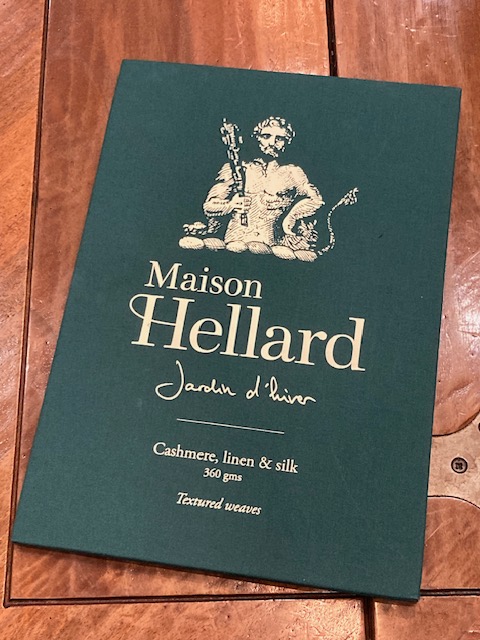 Maison
Hellard
Jardin d'hiver
Cashmere, linen & silk
360 gms
Textured weaves